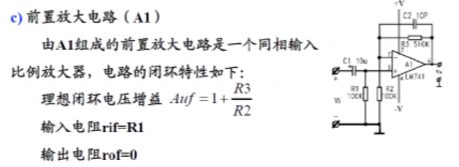 c) 前置放大电路（A1）
由A1组成的前置放大电路是一个同相输入
比例放大器，电路的闭环特性如下：
理想闭环电压增益 Auf = 1 + R3/R2
输入电阻rif=R1
输出电阻rof=0
+V
C2 10P
R3 510K
C1 10u
A1
LM741
R1
100K
R2
100K
-V